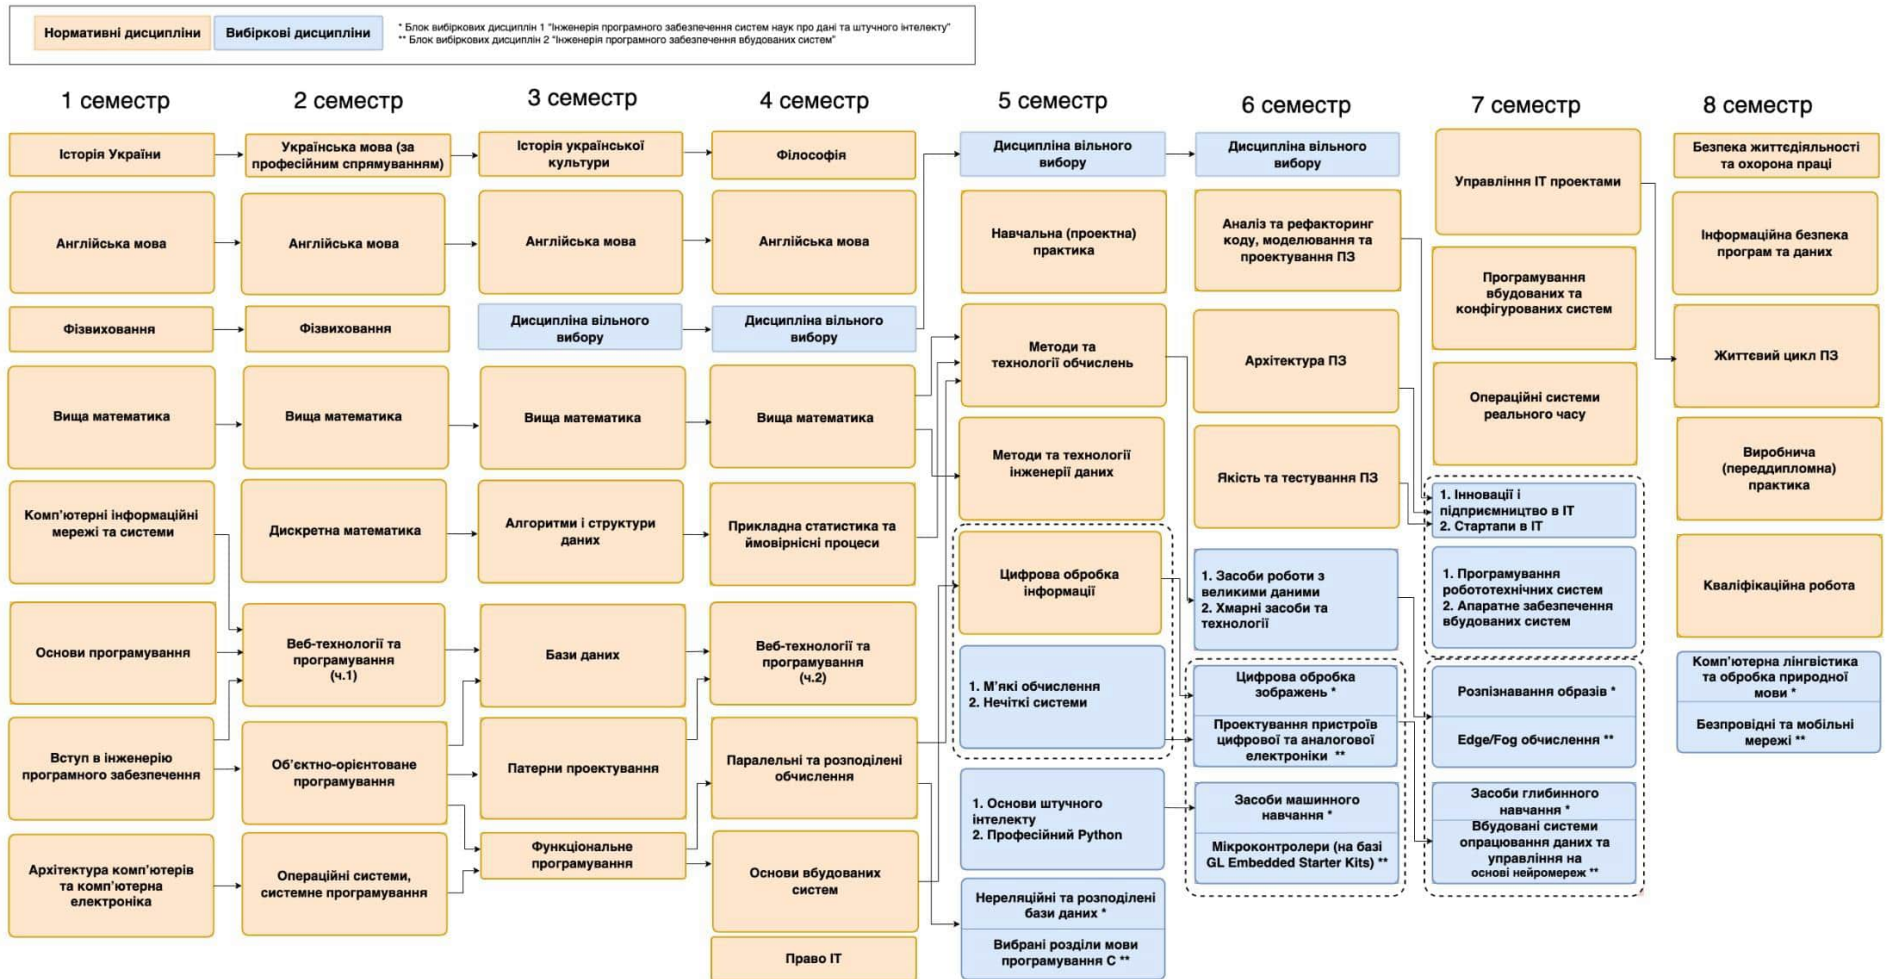 Нормативні дисципліни
Вибіркові дисципліни
* Блок вибіркових дисциплін 1 "Інженерія програмного забезпечення систем наук про дані та штучного інтелекту"
** Блок вибіркових дисциплін 2 "Інженерія програмного забезпечення вбудованих систем"
1 семестр
Історія України
Англійська мова
Фізвиховання
Вища математика
Комп'ютерні інформаційні
мережі та системи
Основи програмування
Вступ в інженерію
програмного забезпечення
Архітектура комп'ютерів
та комп'ютерна
електроніка
2 семестр
Українська мова (за
професійним спрямуванням)
Англійська мова
Фізвиховання
Вища математика
Дискретна математика
Веб-технології та
програмування
(ч.1)
Об'єктно-орієнтоване
програмування
Операційні системи,
системне програмування
3 семестр
Історія української
культури
Англійська мова
Дисципліна вільного
вибору
Вища математика
Алгоритми і структури
даних
Бази даних
Патерни проектування
Функціональне
програмування
4 семестр
Філософія
Англійська мова
Дисципліна вільного
вибору
Вища математика
Прикладна статистика та
ймовірнісні процеси
Веб-технології та
програмування
(ч.2)
Паралельні та розподілені
обчислення
Основи вбудованих
систем
Право ІТ
5 семестр
Дисципліна вільного
вибору
Навчальна (проектна)
практика
Методи та
технології обчислень
Методи та технології
інженерії даних
Цифрова обробка
інформації
1. М'які обчислення
2. Нечіткі системи
1. Основи штучного
інтелекту
2. Професійний Python
Нереляційні та розподілені
бази даних *
Вибрані розділи мови
програмування С **
6 семестр
Дисципліна вільного
вибору
Аналіз та рефакторинг
коду, моделювання та
проектування ПЗ
Архітектура ПЗ
Якість та тестування ПЗ
1. Засоби роботи з
великими даними
2. Хмарні засоби та
технології
Цифрова обробка
зображень *
Проектування пристроїв
цифрової та аналогової
електроніки **
Засоби машинного
навчання *
Мікроконтролери (на базі
GL Embedded Starter Kits) **
7 семестр
Управління ІТ проектами
Програмування
вбудованих та
конфігурованих систем
Операційні системи
реального часу
1. Інновації і
підприємництво в ІТ
2. Стартапи в ІТ
1. Програмування
робототехнічних систем
2. Апаратне забезпечення
вбудованих систем
Розпізнавання образів *
Edge/Fog обчислення **
Засоби глибинного
навчання *
Вбудовані системи
опрацювання даних та
управління на
основі нейромереж **
8 семестр
Безпека життєдіяльності
та охорона праці
Інформаційна безпека
програм та даних
Життєвий цикл ПЗ
Виробнича
(переддипломна)
практика
Кваліфікаційна робота
Комп'ютерна лінгвістика
та обробка природної
мови *
Безпровідні та мобільні
мережі **